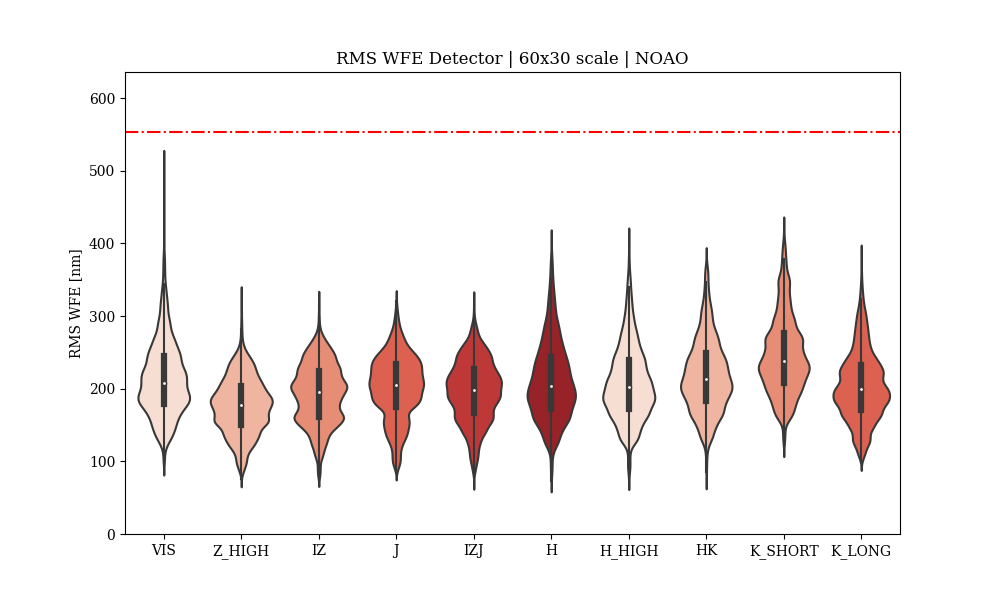 RMS WFE Detector | 60x30 scale | NOAO
RMS WFE [nm]
600
500
400
300
200
100
0
VIS Z_HIGH IZ J IZJ H H_HIGH HK K_SHORT K_LONG